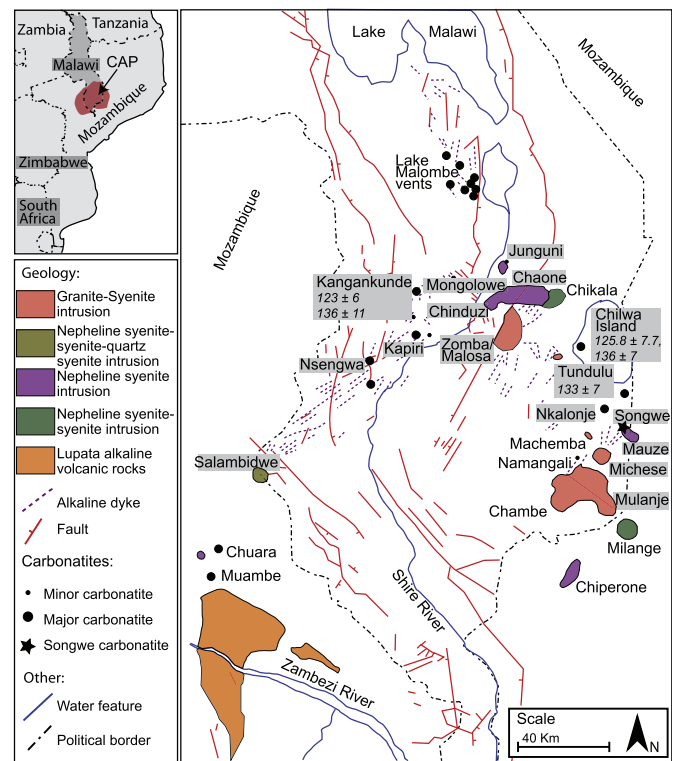 Zambia
Tanzania
Malawi
CAP
Mozambique
Zimbabwe
South
Africa
Geology:
Granite-Syenite
intrusion
Nepheline syenite-
syenite-quartz
syenite intrusion
Nepheline syenite
intrusion
Nepheline syenite-
syenite intrusion
Lupata alkaline
volcanic rocks
Alkaline dyke
Fault
Carbonatites:
Minor carbonatite
Major carbonatite
Songwe carbonatite
Other:
Water feature
Political border
Lake
Malawi
Mozambique
Mozambique
Lake
Malombe
vents
Junguni
Chaone
Chikala
Kangankunde
123 ± 6
136 ± 11
Mongolowe
Chinduzi
Chilwa
Island
125.8 ± 7.7,
136 ± 7
Kapiri
Zomba/
Malosa
Nsengwa
Tundulu
133 ± 7
Nkalonje
Songwe
Mauze
Machemba
Namangali
Michese
Salambidwe
Chambe
Mulanje
Milange
Chuara
Muambe
Chiperone
Shire River
Zambezi River
Scale
40 Km
N